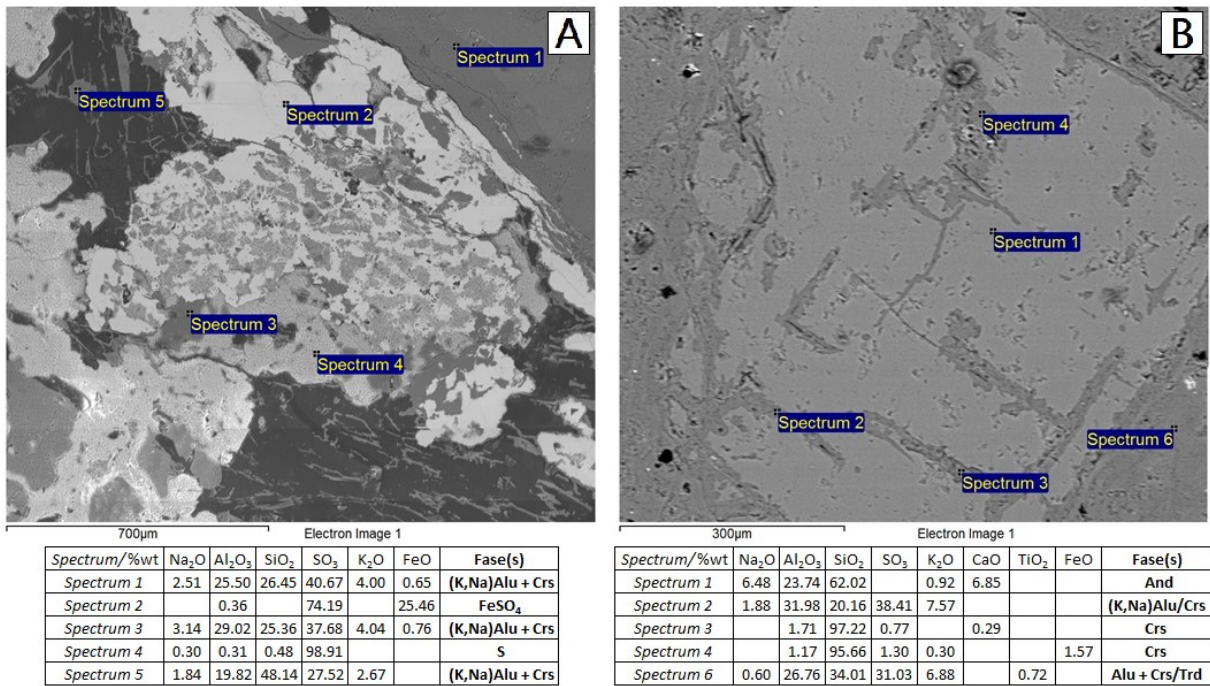 A
Spectrum 1
Spectrum 5
Spectrum 2
Spectrum 3
Spectrum 4
700µm Electron Image 1
Spectrum/%wt Na₂O Al₂O₃ SiO₂ SO₃ K₂O FeO Fase(s)
Spectrum 1 2.51 25.50 26.45 40.67 4.00 0.65 (K,Na)Alu + Crs
Spectrum 2 0.36 74.19 25.46 FeSO₄
Spectrum 3 3.14 29.02 25.36 37.68 4.04 0.76 (K,Na)Alu + Crs
Spectrum 4 0.30 0.31 0.48 98.91 S
Spectrum 5 1.84 19.82 48.14 27.52 2.67 (K,Na)Alu + Crs
B
Spectrum 4
Spectrum 1
Spectrum 2
Spectrum 6
Spectrum 3
300µm Electron Image 1
Spectrum/%wt Na₂O Al₂O₃ SiO₂ SO₃ K₂O CaO TiO₂ FeO Fase(s)
Spectrum 1 6.48 23.74 62.02 0.92 6.85 And
Spectrum 2 1.88 31.98 20.16 38.41 7.57 (K,Na)Alu/Crs
Spectrum 3 1.71 97.22 0.77 0.29 Crs
Spectrum 4 1.17 95.66 1.30 0.30 1.57 Crs
Spectrum 6 0.60 26.76 34.01 31.03 6.88 0.72 Alu + Crs/Trd